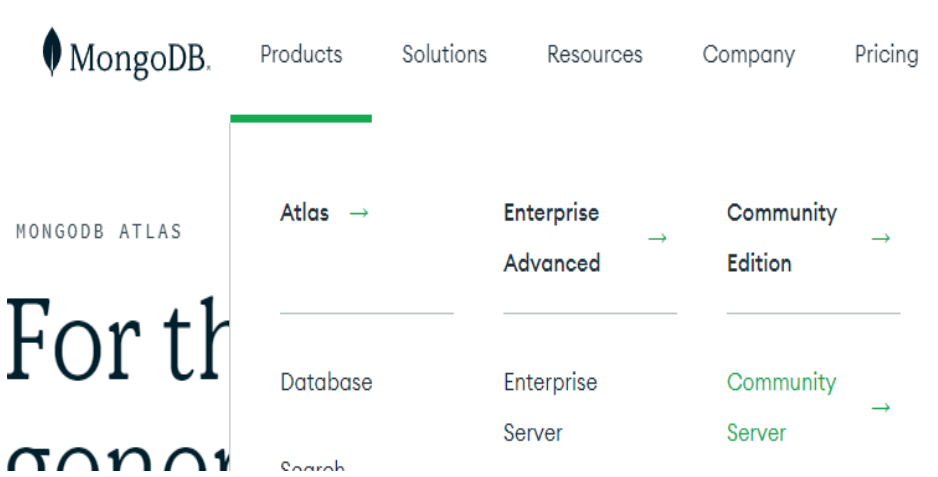 MongoDB. Products Solutions Resources Company Pricing
MONGODB ATLAS
For th
Atlas →
Enterprise
Advanced →
Community
Edition →
Database
Search
Enterprise
Server
Community
Server →